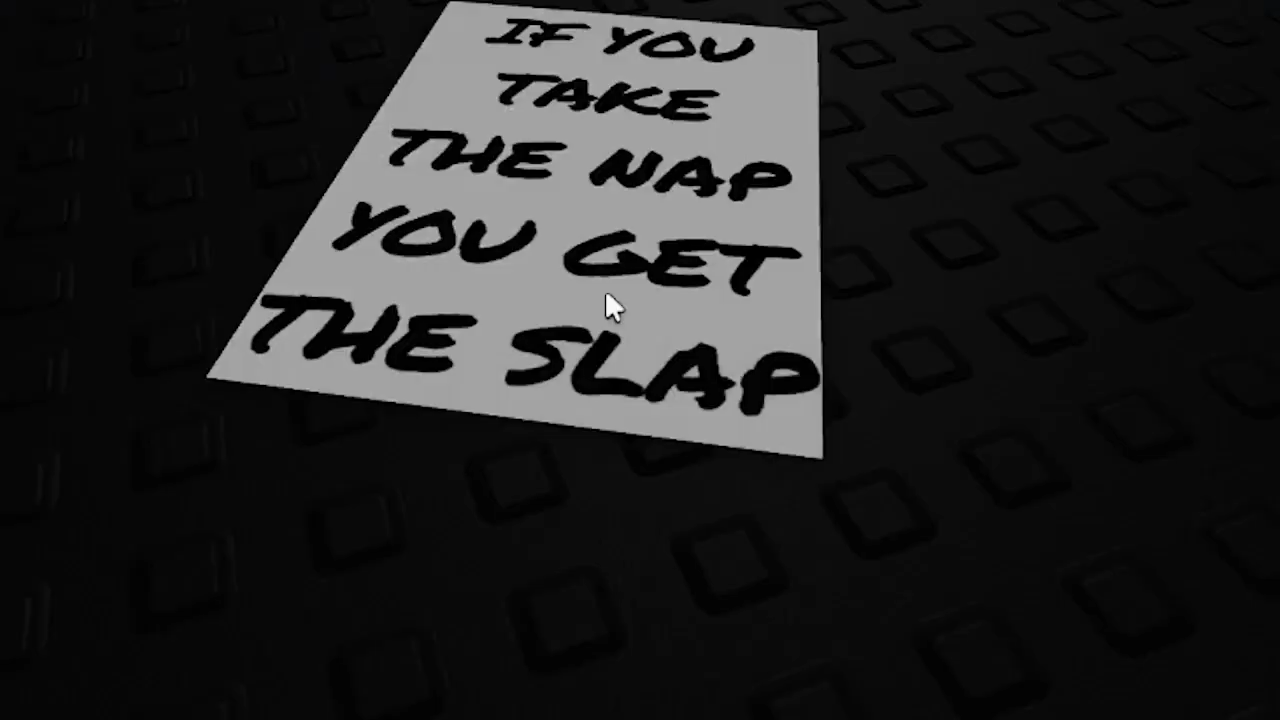 IF YOU
TAKE
THE NAP
YOU GET
THE SLAP